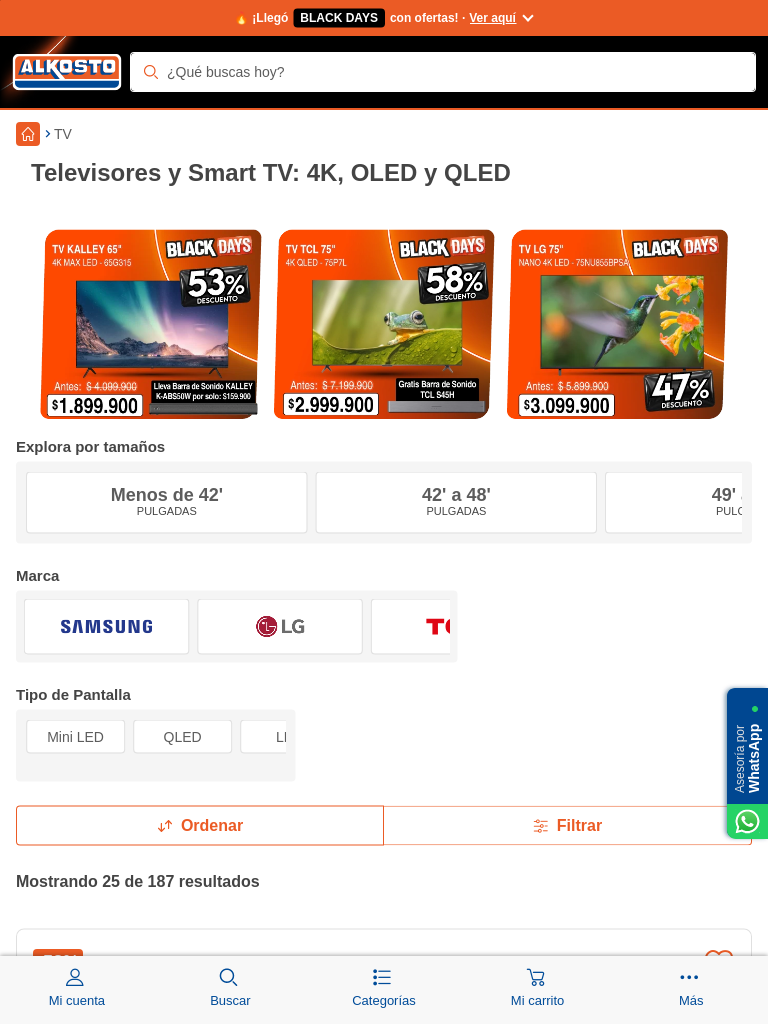 🔥 ¡Llegó BLACK DAYS con ofertas! · Ver aquí
ALKOSTO
¿Qué buscas hoy?
TV
Televisores y Smart TV: 4K, OLED y QLED
TV KALLEY 65"
4K MAX LED - 65G315
BLACK DAYS
53%
DESCUENTO
Antes: $ 4.099.900
$1.899.900
Lleva Barra de Sonido KALLEY
K-ABS50W por solo: $159.900
TV TCL 75"
4K QLED - 75P7L
BLACK DAYS
58%
DESCUENTO
Antes: $ 7.199.900
$2.999.900
Gratis Barra de Sonido
TCL S45H
TV LG 75"
NANO 4K LED - 75NU855BPSA
BLACK DAYS
47%
DESCUENTO
Antes: $ 5.899.900
$3.099.900
Explora por tamaños
Menos de 42'
PULGADAS
42' a 48'
PULGADAS
49'
Marca
SAMSUNG
LG
Tipo de Pantalla
Mini LED
QLED
Asesoría por
WhatsApp
Ordenar
Filtrar
Mostrando 25 de 187 resultados
Mi cuenta
Buscar
Categorías
Mi carrito
Más